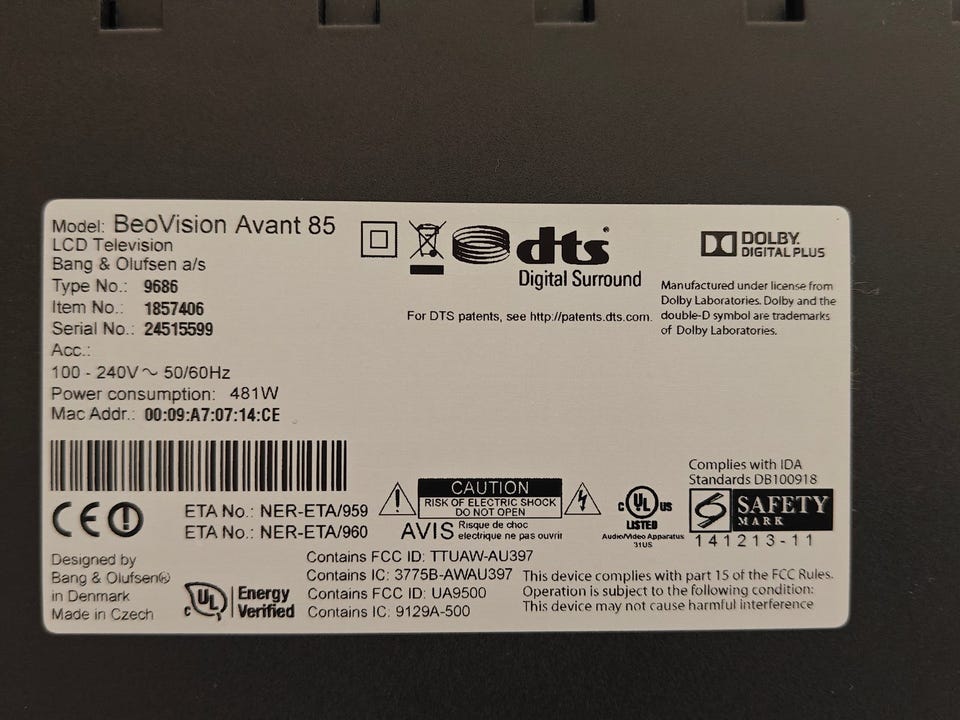 Model: BeoVision Avant 85
LCD Television
Bang & Olufsen a/s
Type No.: 9686
Item No.: 1857406
Serial No.: 24515599
Acc.:
100 - 240V ~ 50/60Hz
Power consumption: 481W
Mac Addr.: 00:09:A7:07:14:CE
dts
Digital Surround
For DTS patents, see http://patents.dts.com.
DOLBY
DIGITAL PLUS
Manufactured under license from
Dolby Laboratories. Dolby and the
double-D symbol are trademarks
of Dolby Laboratories.
CE
ETA No.: NER-ETA/959
ETA No.: NER-ETA/960
CAUTION
RISK OF ELECTRIC SHOCK
DO NOT OPEN
AVIS Risque de choc
electrique ne pas ouvrir
c UL us
LISTED
Audio/Video Apparatus
31US
Complies with IDA
Standards DB100918
SAFETY
MARK
141213-11
Designed by
Bang & Olufsen®
in Denmark
Made in Czech
c UL Energy
Verified
Contains FCC ID: TTUAW-AU397
Contains IC: 3775B-AWAU397
Contains FCC ID: UA9500
Contains IC: 9129A-500
This device complies with part 15 of the FCC Rules.
Operation is subject to the following condition:
This device may not cause harmful interference